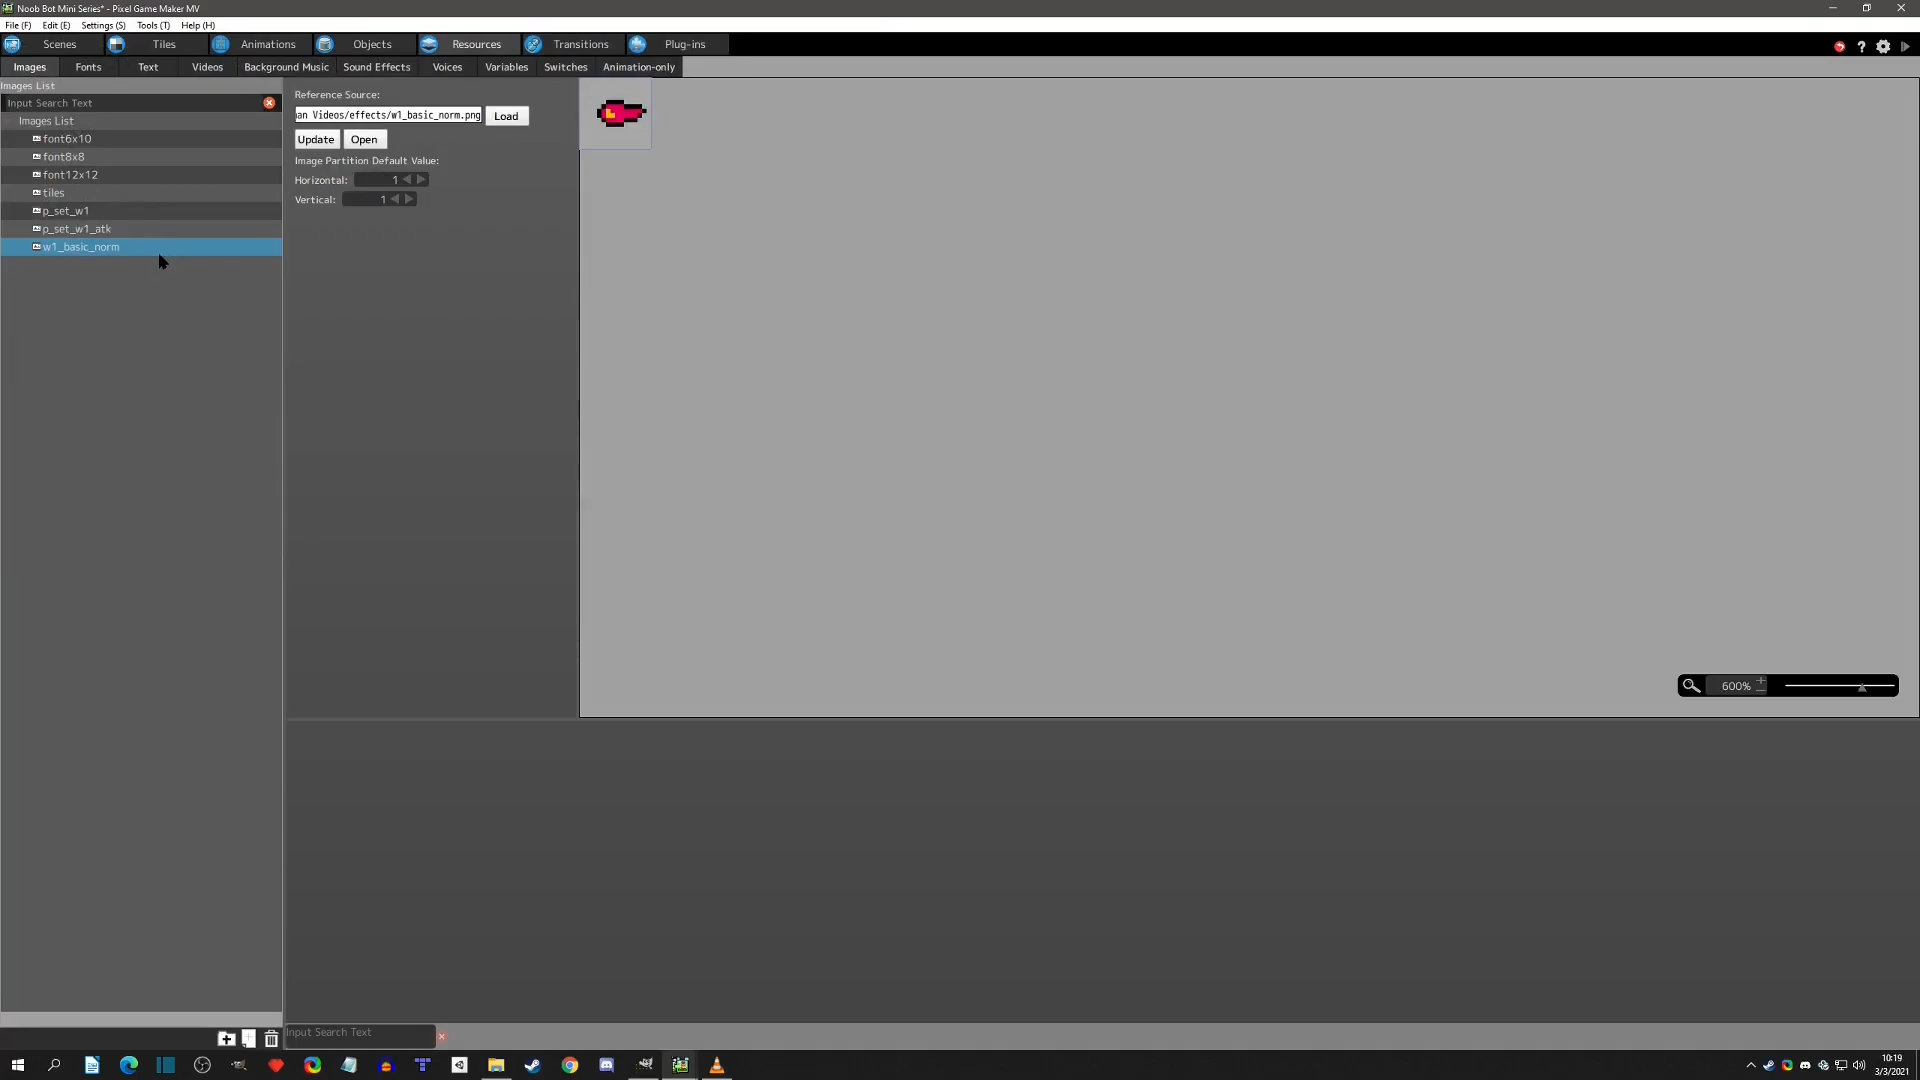 Noob Bot Mini Series* - Pixel Game Maker MV
File (F) Edit (E) Settings (S) Tools (T) Help (H)
Scenes Tiles Animations Objects Resources Transitions Plug-ins
?
Images Fonts Text Videos Background Music Sound Effects Voices Variables Switches Animation-only
Images List
Input Search Text
Images List
font6x10
font8x8
font12x12
tiles
p_set_w1
p_set_w1_atk
w1_basic_norm
Reference Source:
an Videos/effects/w1_basic_norm.png Load
Update Open
Image Partition Default Value:
Horizontal: 1
Vertical: 1
600%
Input Search Text
10:19
3/3/2021